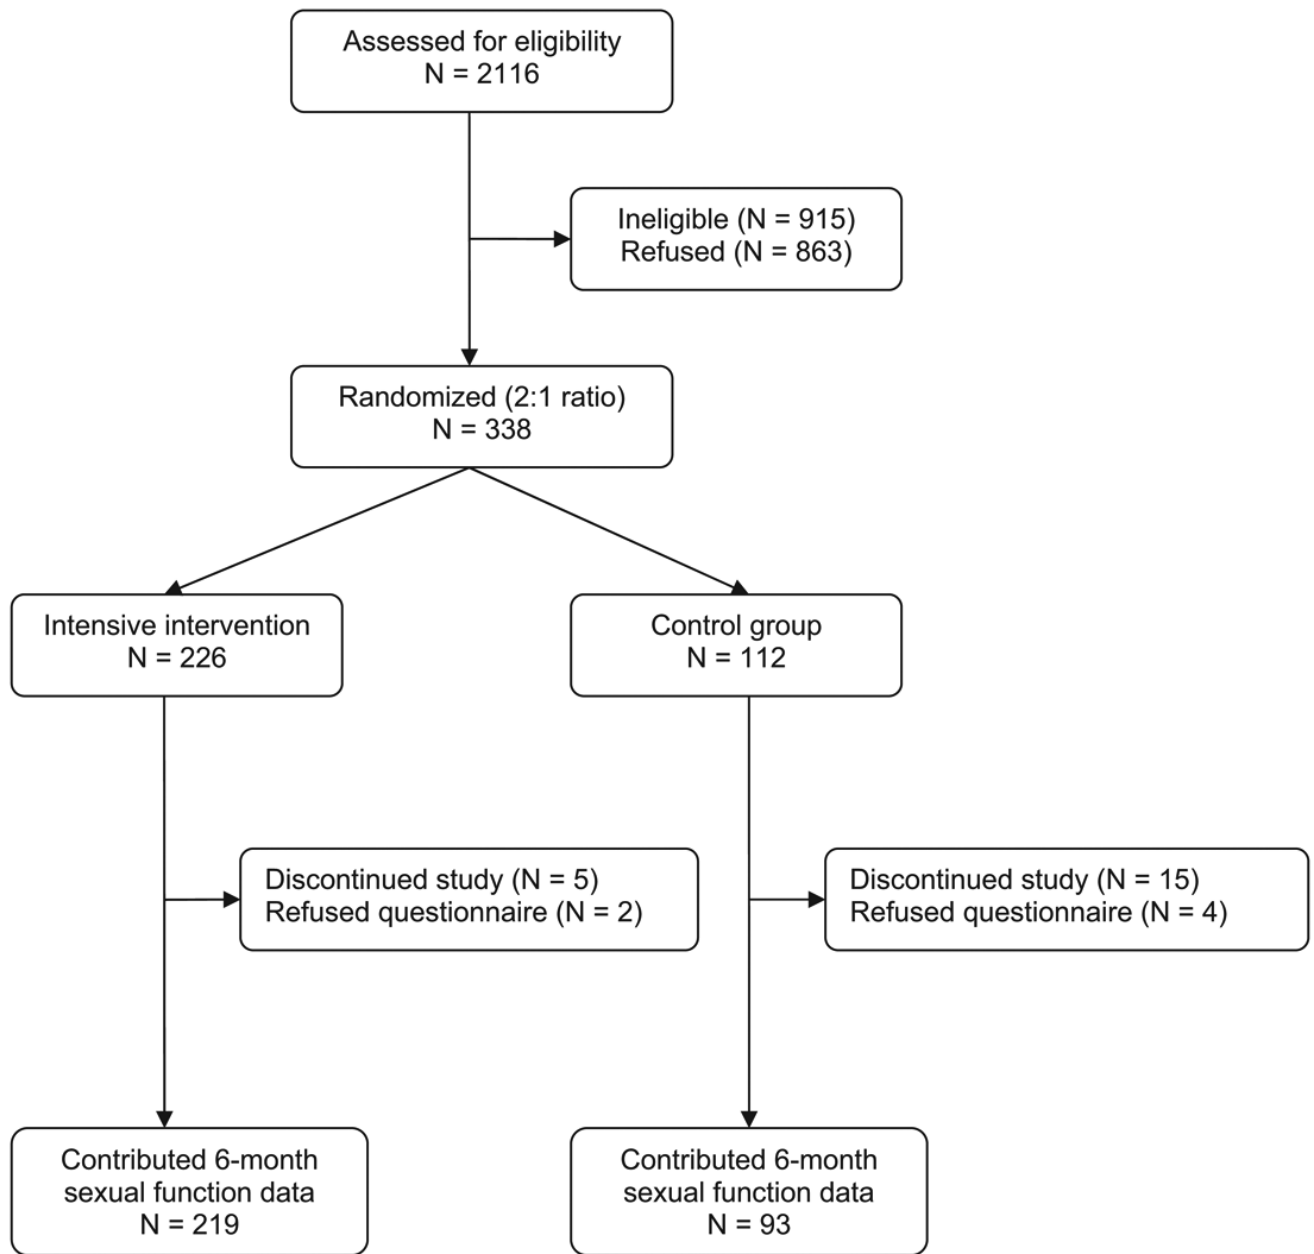 Assessed for eligibility
N = 2116
Ineligible (N = 915)
Refused (N = 863)
Randomized (2:1 ratio)
N = 338
Intensive intervention
N = 226
Control group
N = 112
Discontinued study (N = 5)
Refused questionnaire (N = 2)
Discontinued study (N = 15)
Refused questionnaire (N = 4)
Contributed 6-month
sexual function data
N = 219
Contributed 6-month
sexual function data
N = 93